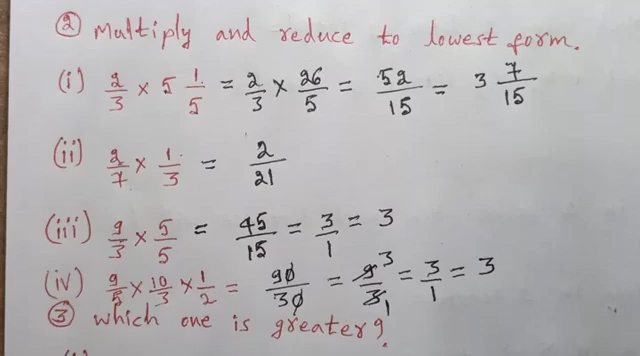 ② Multiply and reduce to lowest form.
(i) 2/3 × 5 1/5 = 2/3 × 26/5 = 52/15 = 3 7/15
(ii) 2/7 × 1/3 = 2/21
(iii) 9/3 × 5/5 = 45/15 = 3/1 = 3
(iv) 9/5 × 10/3 × 1/2 = 90/30 = 9/3 3 1 = 3/1 = 3
③ which one is greater?